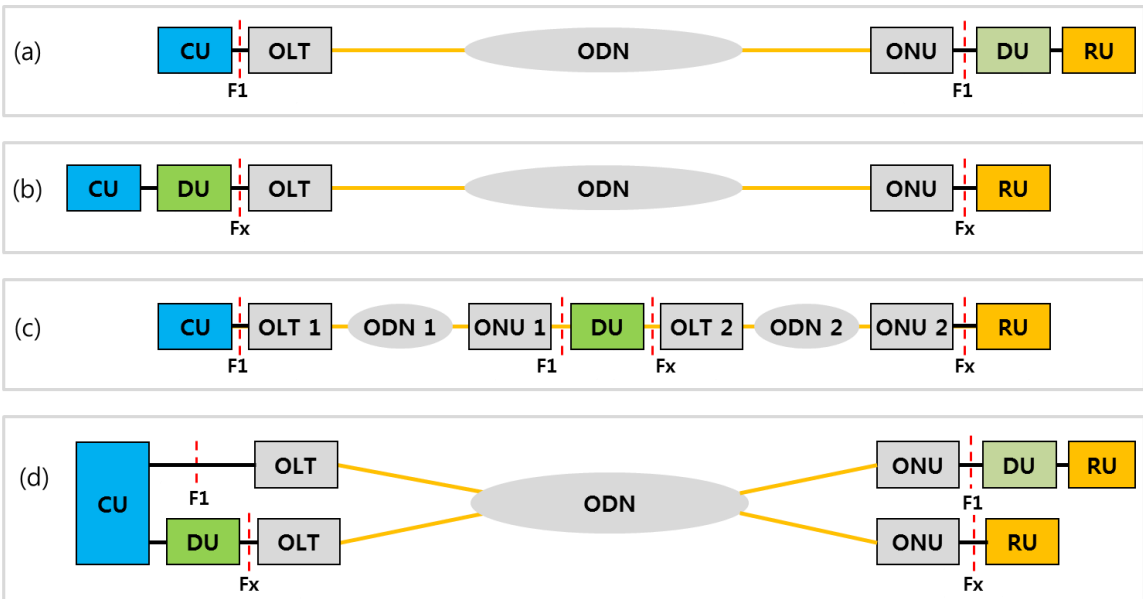 (a) CU OLT ODN ONU DU RU
F1 F1
(b) CU DU OLT ODN ONU RU
Fx Fx
(c) CU OLT 1 ODN 1 ONU 1 DU OLT 2 ODN 2 ONU 2 RU
F1 F1 Fx Fx
(d) CU OLT ODN ONU DU RU
F1 F1
DU OLT ONU RU
Fx Fx